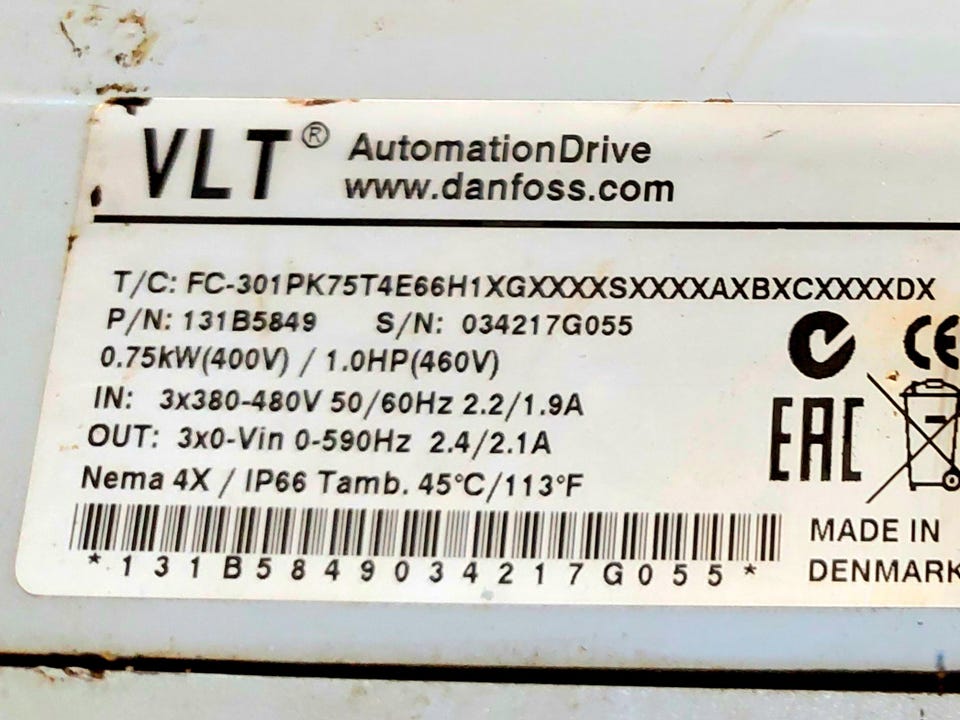 VLT® AutomationDrive
www.danfoss.com
T/C: FC-301PK75T4E66H1XGXXXXSXXXXAXBXCXXXXDX
P/N: 131B5849 S/N: 034217G055
0.75kW(400V) / 1.0HP(460V)
IN: 3x380-480V 50/60Hz 2.2/1.9A
OUT: 3x0-Vin 0-590Hz 2.4/2.1A
Nema 4X / IP66 Tamb. 45°C/113°F
*131B5849034217G055*
CE
EAC
MADE IN
DENMARK